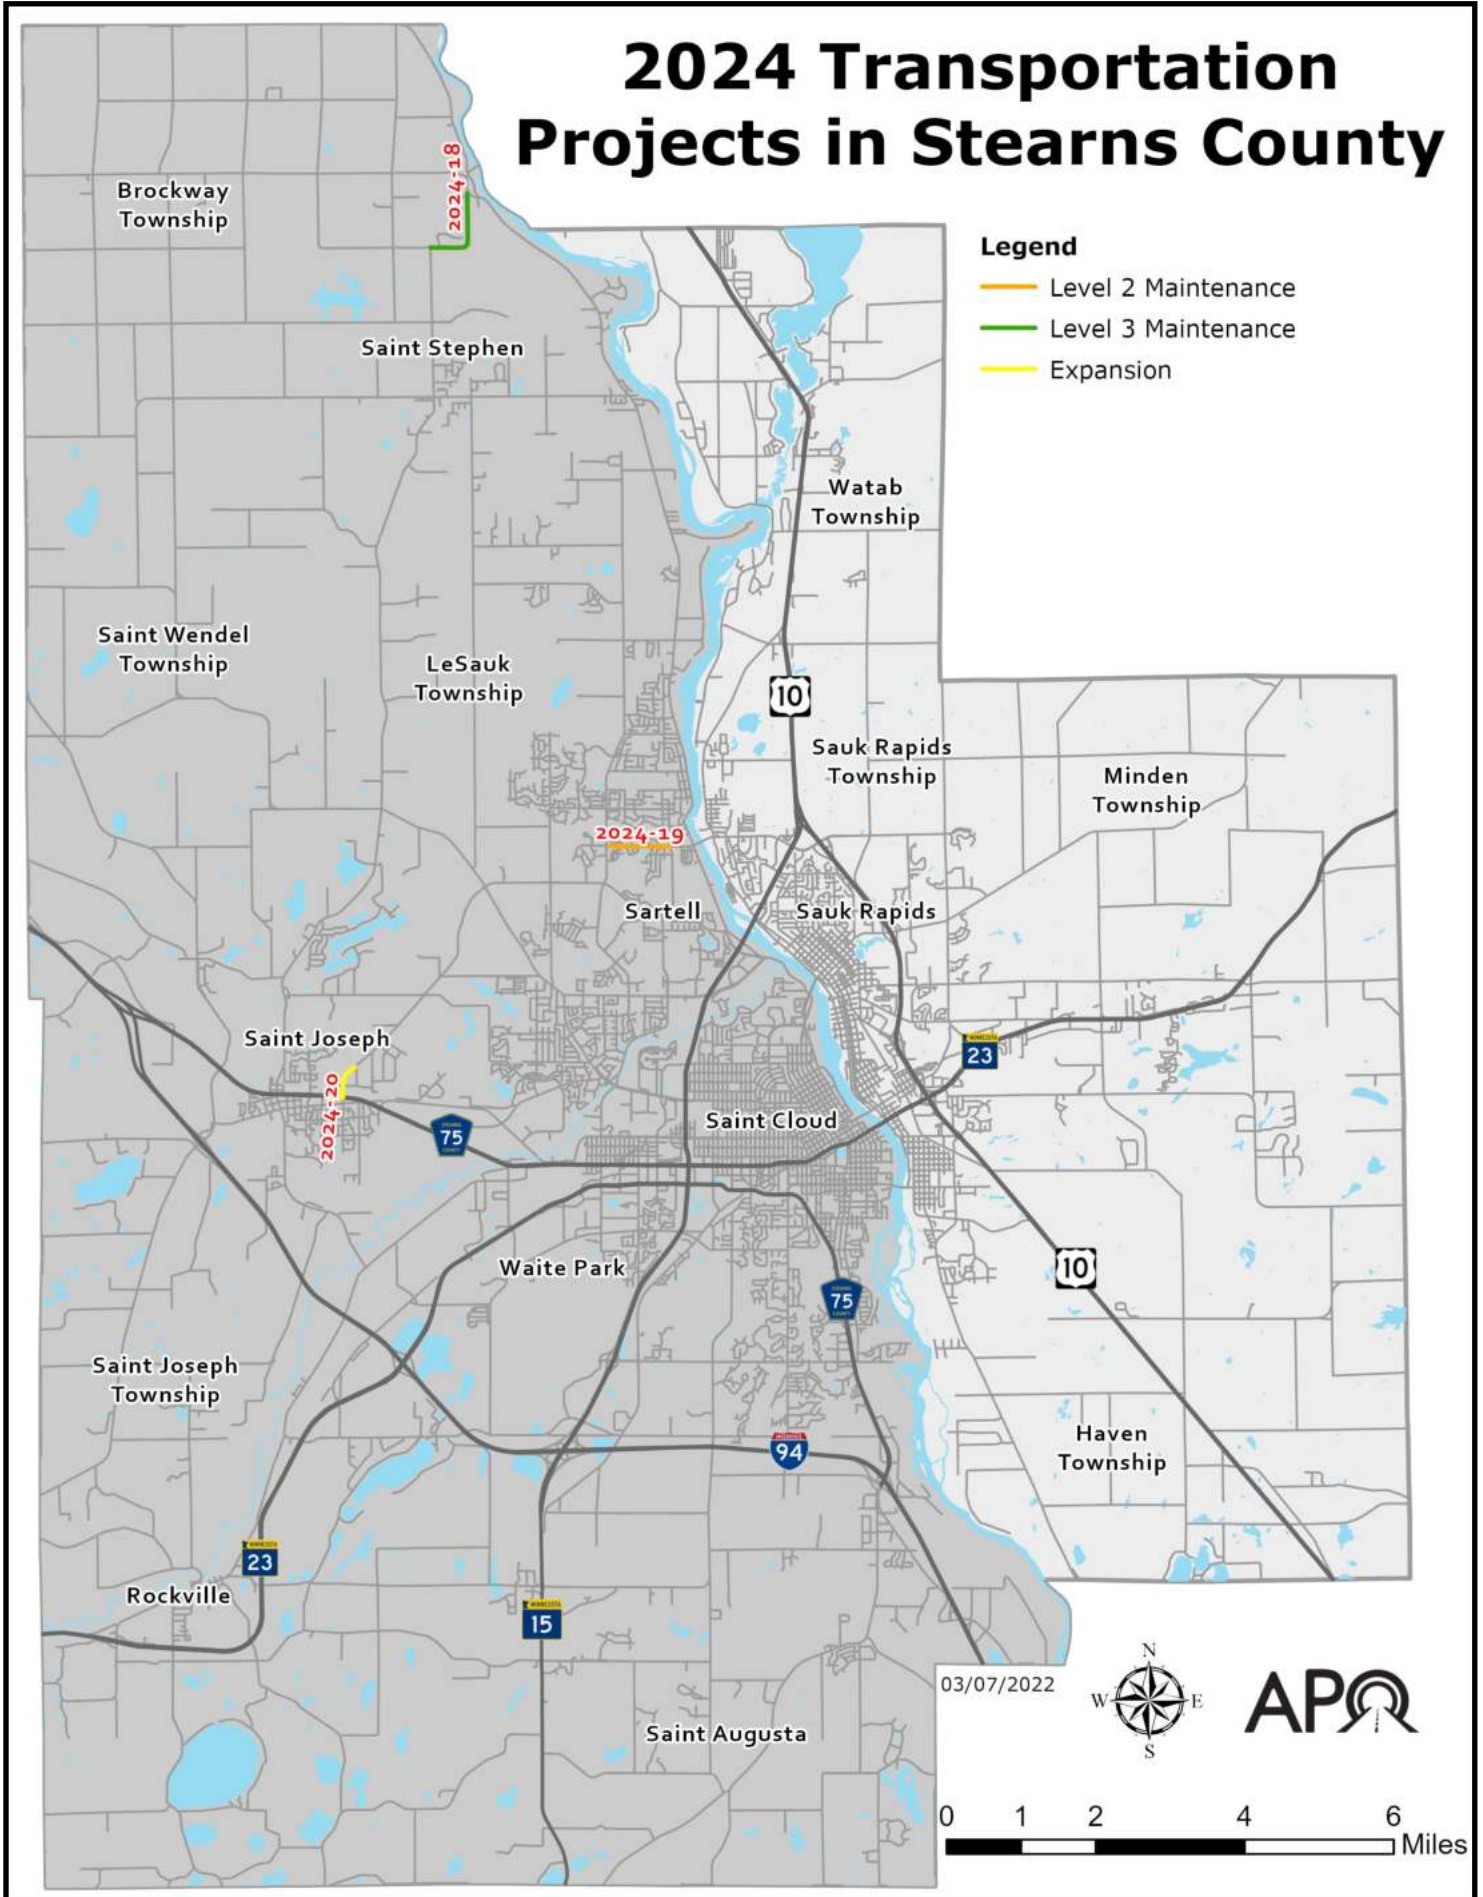 2024 Transportation
Projects in Stearns County
Legend
Level 2 Maintenance
Level 3 Maintenance
Expansion
2024-18
Brockway
Township
Saint Stephen
Watab
Township
Saint Wendel
Township
LeSauk
Township
10
Sauk Rapids
Township
Minden
Township
2024-19
Sartell
Sauk Rapids
Saint Joseph
MINNESOTA
23
2024-20
75
Saint Cloud
Waite Park
10
75
Saint Joseph
Township
94
Haven
Township
MINNESOTA
23
Rockville
MINNESOTA
15
03/07/2022
N
W E
S
APO
Saint Augusta
0 1 2 4 6
Miles